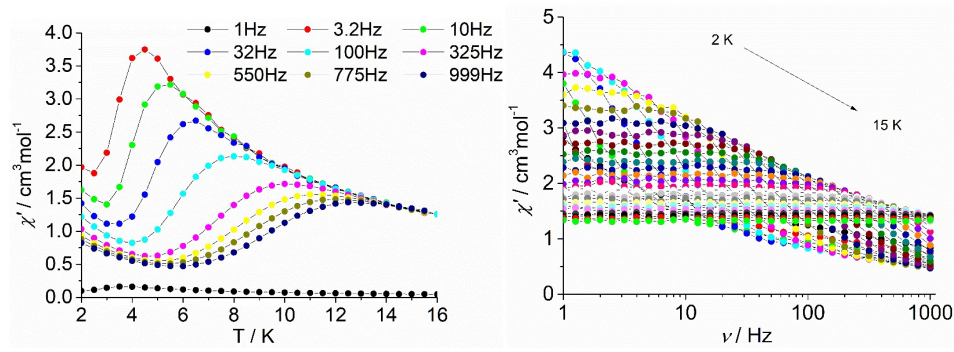 1Hz 3.2Hz 10Hz
32Hz 100Hz 325Hz
550Hz 775Hz 999Hz
χ' / cm³mol⁻¹
4.0
3.5
3.0
2.5
2.0
1.5
1.0
0.5
0.0
2 4 6 8 10 12 14 16
T / K
2 K
15 K
χ' / cm³mol⁻¹
5
4
3
2
1
0
1 10 100 1000
ν / Hz